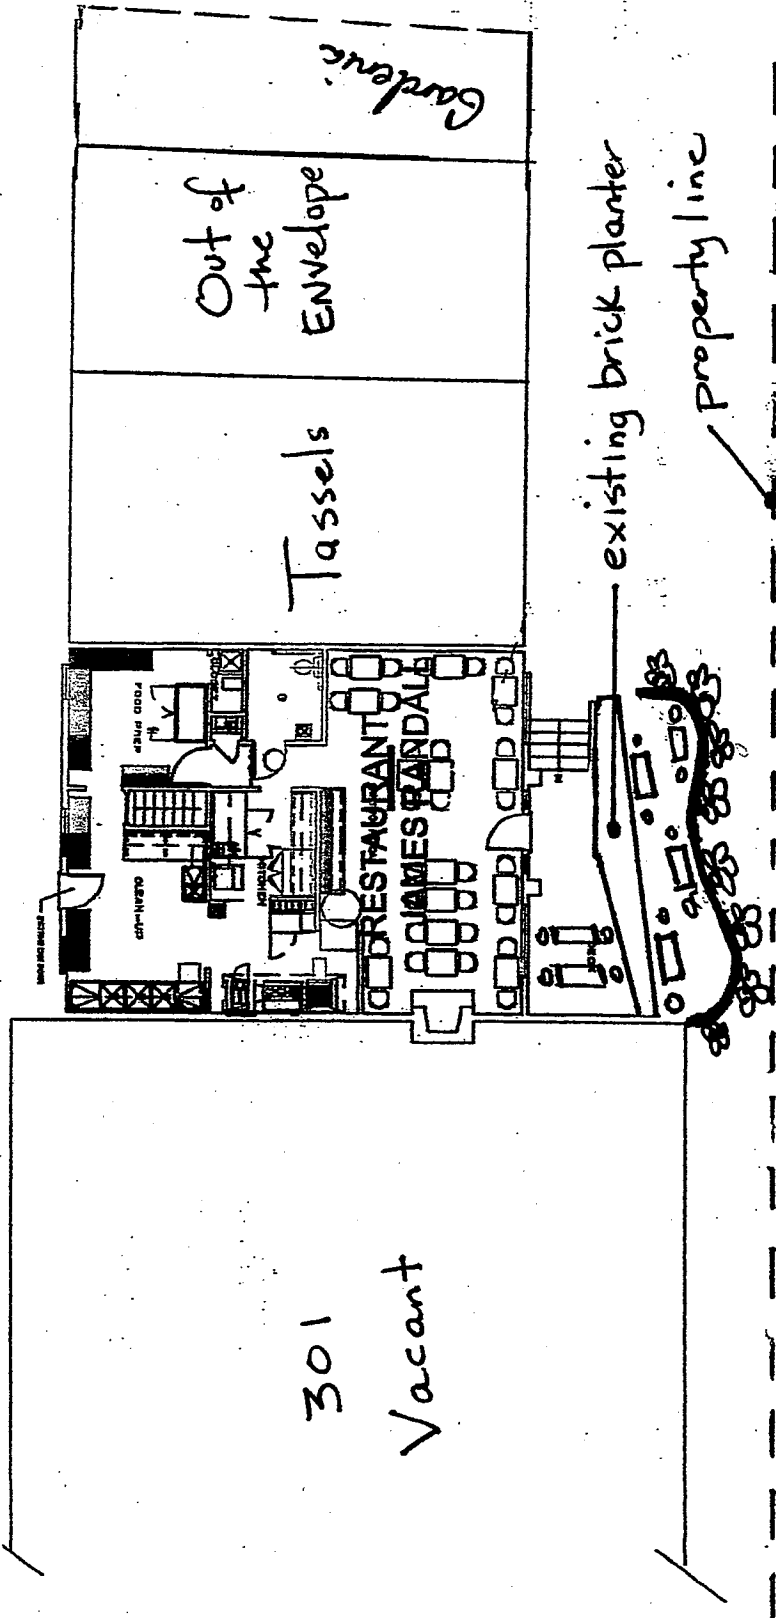 Gardenia
Out of
the
ENVelope
Tassels
existing brick planter
property line
FOOD PREP
CLEAN-UP
KITCHEN
RESTAURANT
JAMES RANDALL
DECK
301
Vacant